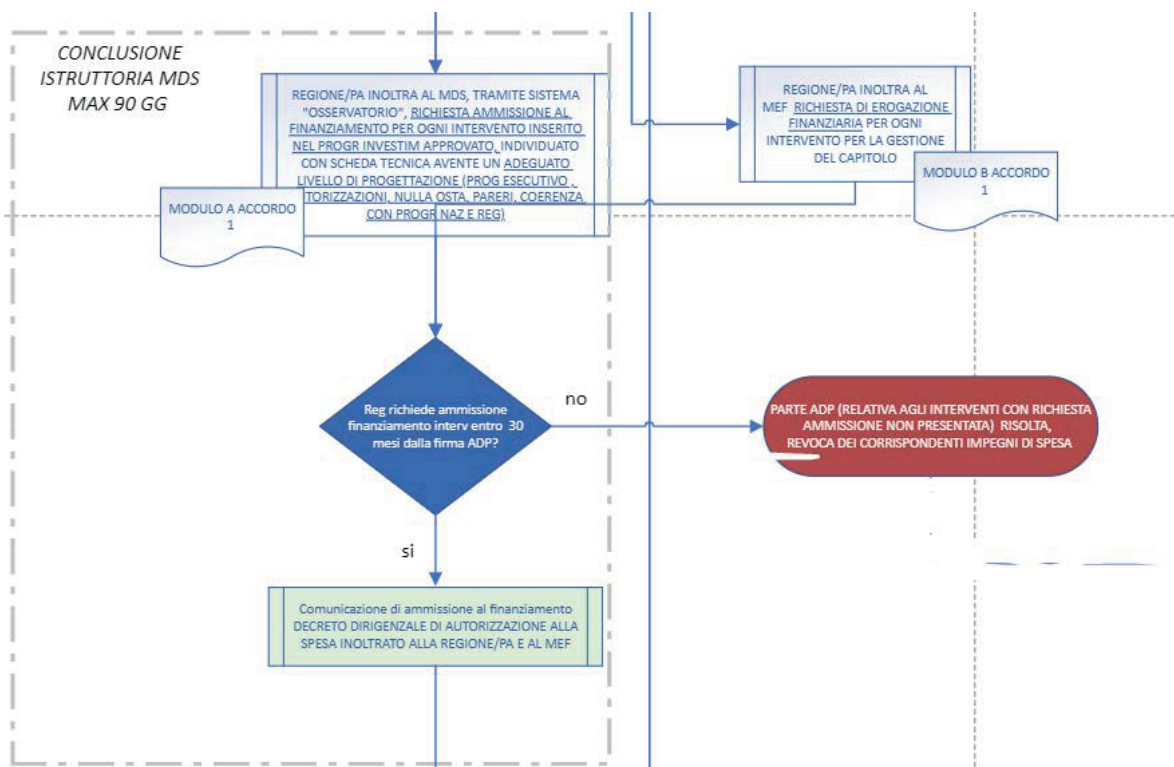 CONCLUSIONE
ISTRUTTORIA MDS
MAX 90 GG
REGIONE/PA INOLTRA AL MDS, TRAMITE SISTEMA
"OSSERVATORIO", RICHIESTA AMMISSIONE AL
FINANZIAMENTO PER OGNI INTERVENTO INSERITO
NEL PROGR INVESTIM APPROVATO, INDIVIDUATO
CON SCHEDA TECNICA AVENTE UN ADEGUATO
LIVELLO DI PROGETTAZIONE (PROG ESECUTIVO ,
TORIZZAZIONI, NULLA OSTA, PARERI, COERENZA
CON PROGR NAZ E REG)
MODULO A ACCORDO
1
REGIONE/PA INOLTRA AL
MEF RICHIESTA DI EROGAZIONE
FINANZIARIA PER OGNI
INTERVENTO PER LA GESTIONE
DEL CAPITOLO
MODULO B ACCORDO
1
Reg richiede ammissione
finanziamento interv entro 30
mesi dalla firma ADP?
no
PARTE ADP (RELATIVA AGLI INTERVENTI CON RICHIESTA
AMMISSIONE NON PRESENTATA) RISOLTA,
REVOCA DEI CORRISPONDENTI IMPEGNI DI SPESA
si
Comunicazione di ammissione al finanziamento
DECRETO DIRIGENZALE DI AUTORIZZAZIONE ALLA
SPESA INOLTRATO ALLA REGIONE/PA E AL MEF